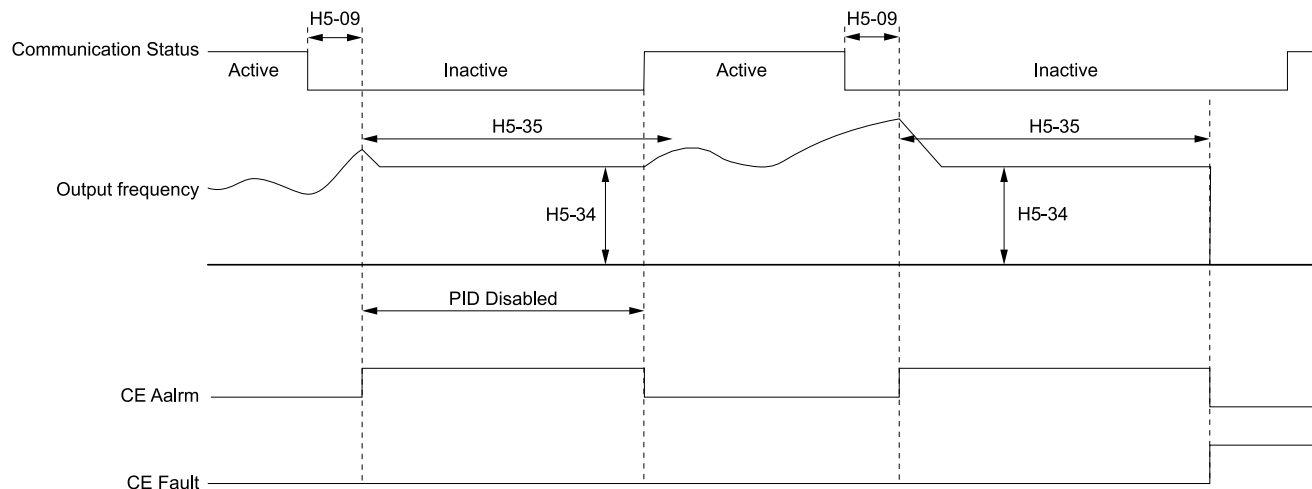 H5-09
H5-09
Communication Status
Active
Inactive
Active
Inactive
H5-35
H5-35
Output frequency
H5-34
H5-34
PID Disabled
CE Aalrm
CE Fault